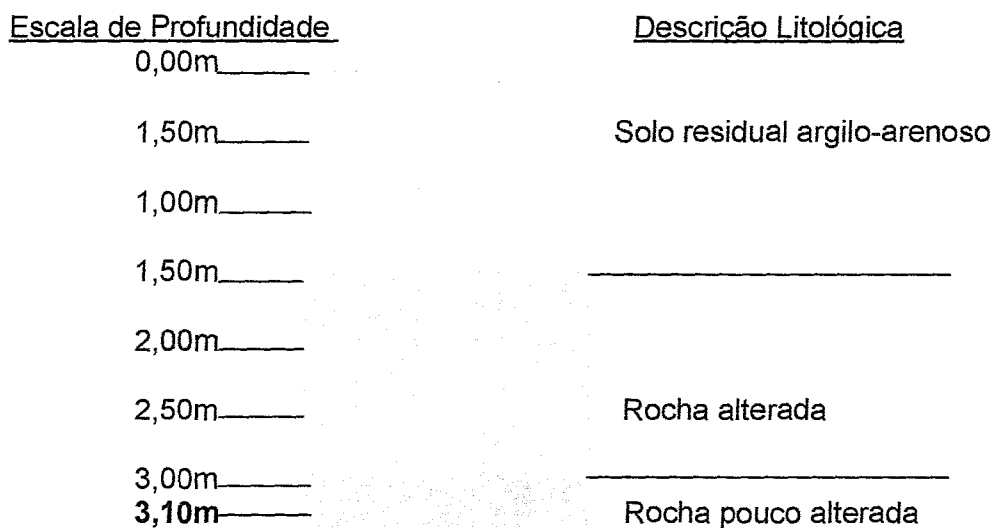 Escala de Profundidade Descrição Litológica
0,00m
1,50m Solo residual argilo-arenoso
1,00m
1,50m
2,00m
2,50m Rocha alterada
3,00m
3,10m Rocha pouco alterada